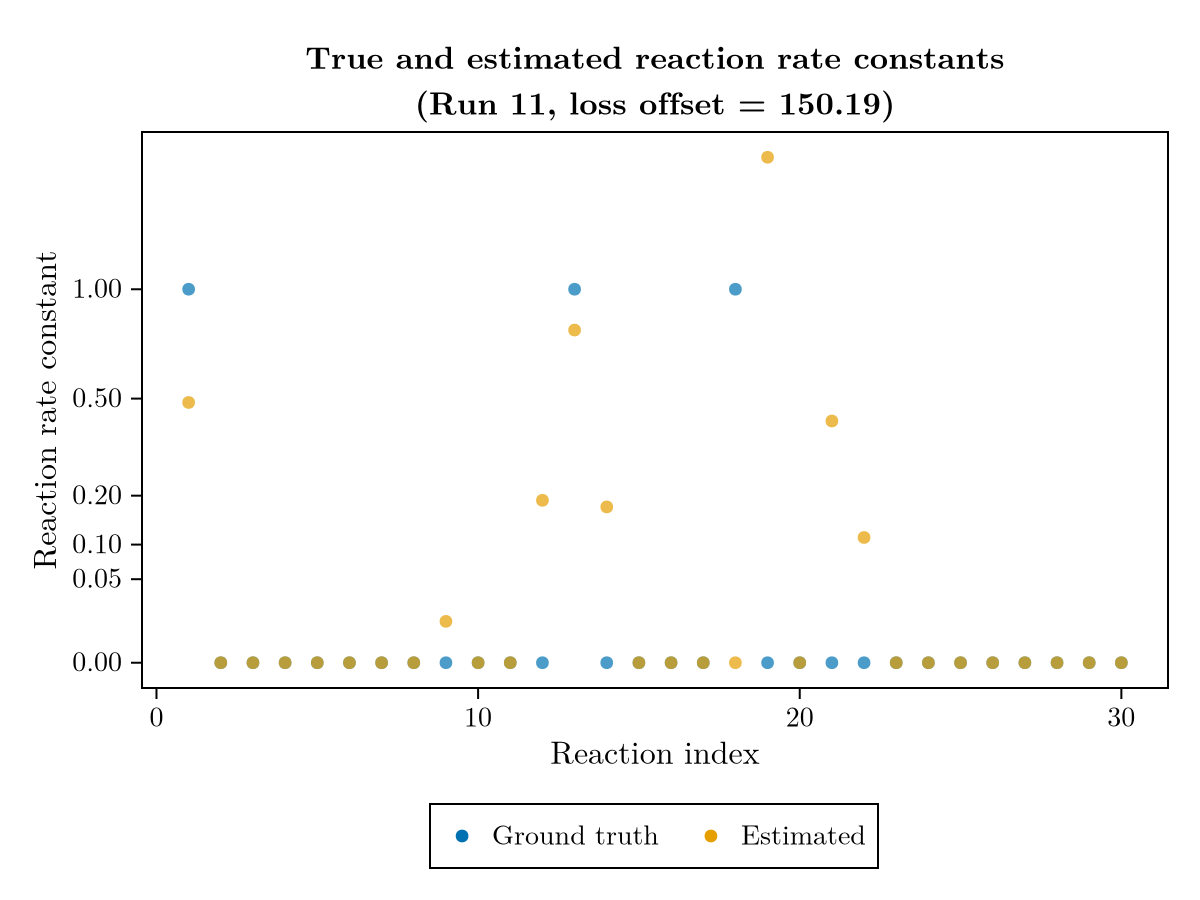 True and estimated reaction rate constants
(Run 11, loss offset = 150.19)
Reaction rate constant
1.00
0.50
0.20
0.10
0.05
0.00
0 10 20 30
Reaction index
Ground truth Estimated